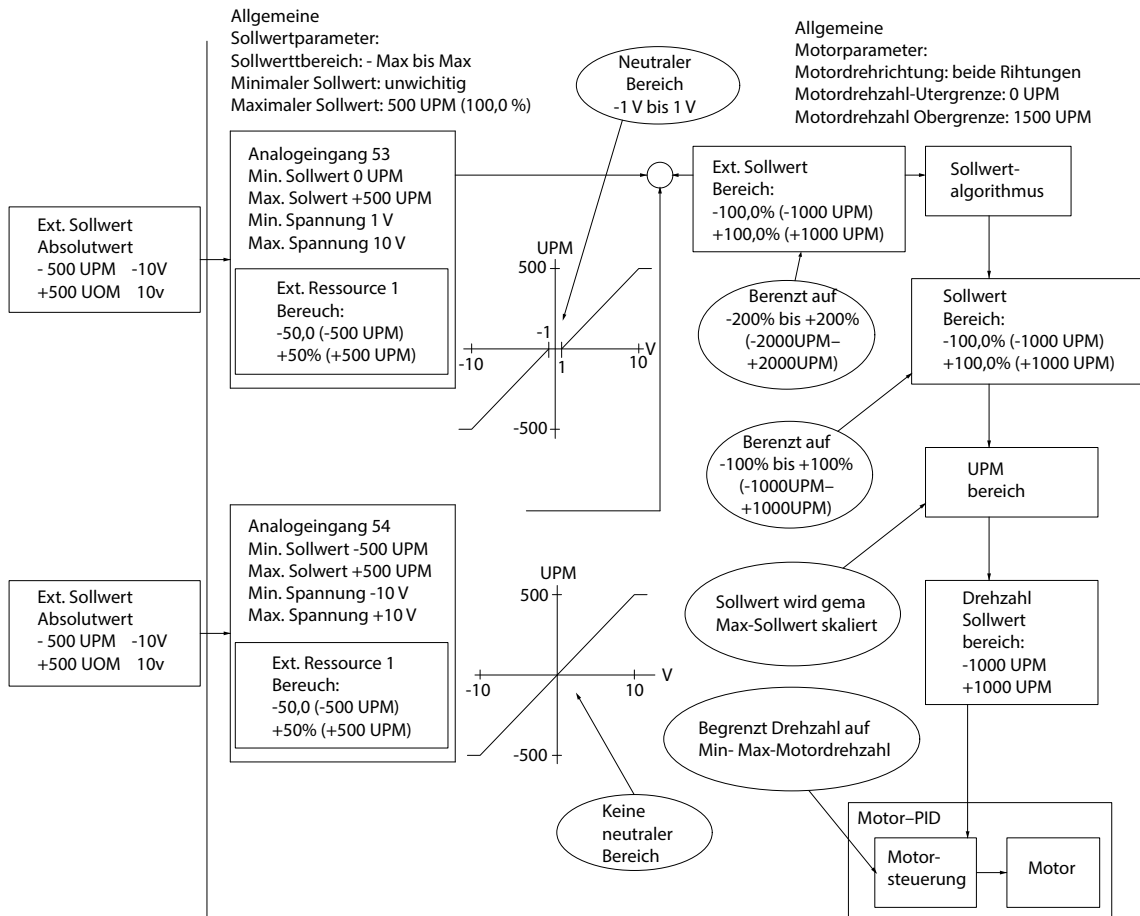 Allgemeine
Sollwertparameter:
Sollwerttbereich: - Max bis Max
Minimaler Sollwert: unwichitig
Maximaler Sollwert: 500 UPM (100,0 %)
Neutraler
Bereich
-1 V bis 1 V
Allgemeine
Motorparameter:
Motordrehrichtung: beide Rihtungen
Motordrehzahl-Utergrenze: 0 UPM
Motordrehzahl Obergrenze: 1500 UPM
Ext. Sollwert
Absolutwert
- 500 UPM -10V
+500 UOM 10v
Analogeingang 53
Min. Sollwert 0 UPM
Max. Solwert +500 UPM
Min. Spannung 1 V
Max. Spannung 10 V
Ext. Ressource 1
Bereuch:
-50,0 (-500 UPM)
+50% (+500 UPM)
UPM
500
-1
-10
1
10
V
-500
Ext. Sollwert
Bereich:
-100,0% (-1000 UPM)
+100,0% (+1000 UPM)
Sollwert-
algorithmus
Berenzt auf
-200% bis +200%
(-2000UPM–
+2000UPM)
Sollwert
Bereich:
-100,0% (-1000 UPM)
+100,0% (+1000 UPM)
Berenzt auf
-100% bis +100%
(-1000UPM–
+1000UPM)
UPM
bereich
Ext. Sollwert
Absolutwert
- 500 UPM -10V
+500 UOM 10v
Analogeingang 54
Min. Sollwert -500 UPM
Max. Solwert +500 UPM
Min. Spannung -10 V
Max. Spannung +10 V
Ext. Ressource 1
Bereuch:
-50,0 (-500 UPM)
+50% (+500 UPM)
UPM
500
-10
10
V
-500
Keine
neutraler
Bereich
Sollwert wird gema
Max-Sollwert skaliert
Drehzahl
Sollwert
bereich:
-1000 UPM
+1000 UPM
Begrenzt Drehzahl auf
Min- Max-Motordrehzahl
Motor–PID
Motor-
steuerung
Motor